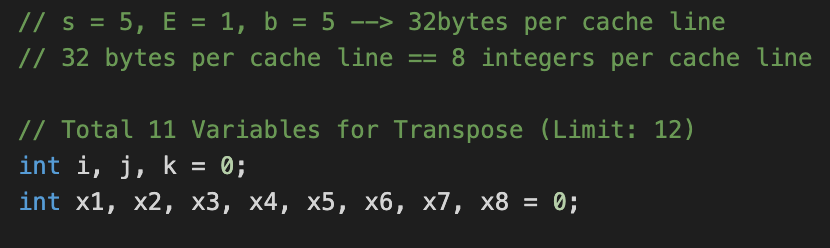 // s = 5, E = 1, b = 5 --> 32bytes per cache line
// 32 bytes per cache line == 8 integers per cache line
// Total 11 Variables for Transpose (Limit: 12)
int i, j, k = 0;
int x1, x2, x3, x4, x5, x6, x7, x8 = 0;